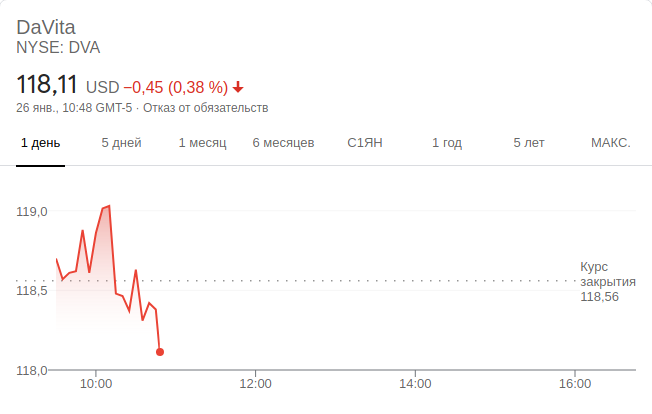 DaVita
NYSE: DVA
118,11 USD −0,45 (0,38 %)
26 янв., 10:48 GMT-5 · Отказ от обязательств
1 день 5 дней 1 месяц 6 месяцев С1ЯН 1 год 5 лет МАКС.
119,0
Курс
закрытия
118,5
118,56
118,0
10:00 12:00 14:00 16:00